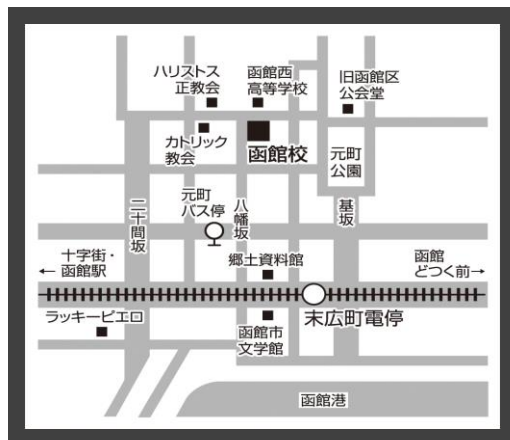 ハリストス
正教会
函館西
高等学校
旧函館区
公会堂
カトリック
教会
函館校
元町
公園
元町
バス停
二十間坂
八幡坂
基坂
十字街・
← 函館駅
郷土資料館
函館
どつく前→
ラッキーピエロ
函館市
文学館
末広町電停
函館港